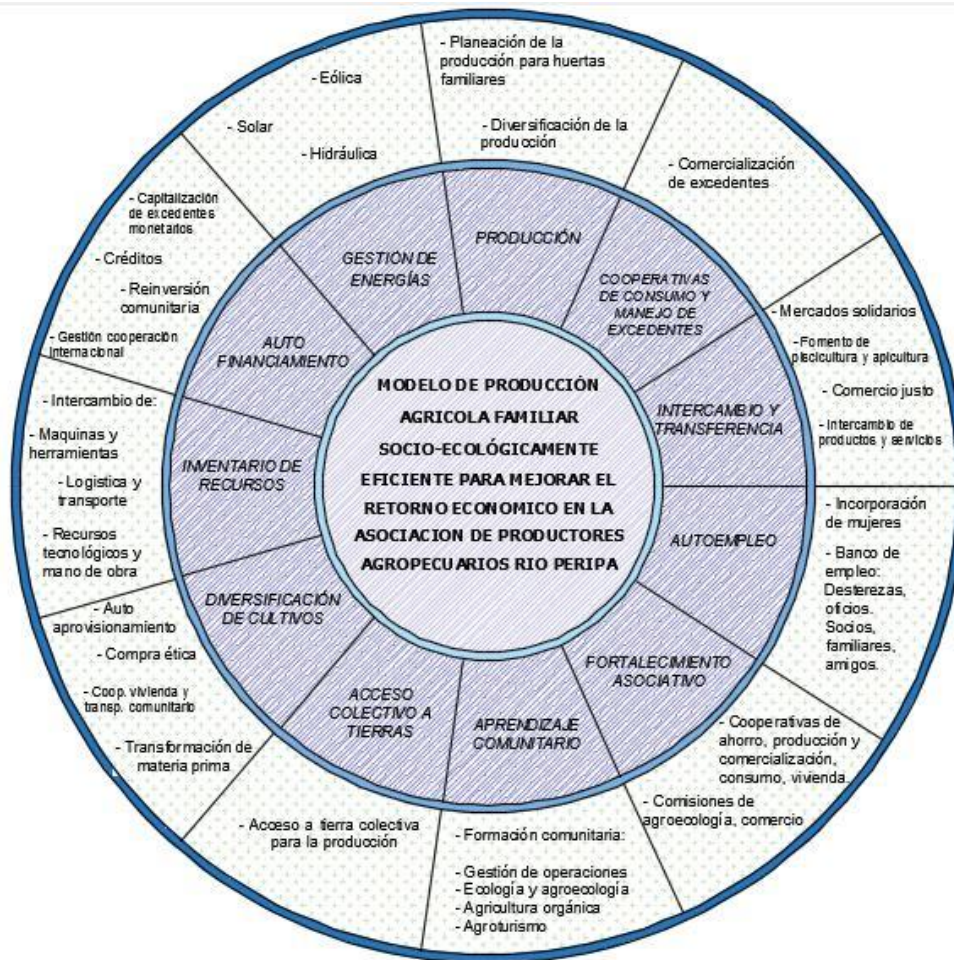 - Planeación de la
producción para huertas
familiares
- Diversificación de la
producción
- Comercialización
de excedentes
- Mercados solidarios
- Fomento de
piscicultura y apicultura
- Comercio justo
- Intercambio de
productos y servicios
- Incorporación
de mujeres
- Banco de
empleo:
Desterezas,
oficios.
Socios,
familiares,
amigos.
- Cooperativas de
ahorro, producción y
comercialización,
consumo, vivienda.
- Comisiones de
agroecología, comercio
- Formación comunitaria:
- Gestión de operaciones
- Ecología y agroecología
- Agricultura orgánica
- Agroturismo
- Acceso a tierra colectiva
para la producción
- Auto
aprovisionamiento
- Compra ética
- Coop. vivienda y
transp. comunitario
- Transformación de
materia prima
- Intercambio de:
- Maquinas y
herramientas
- Logistica y
transporte
- Recursos
tecnológicos y
mano de obra
- Capitalización
de excedentes
monetarios
- Créditos
- Reinversión
comunitaria
- Gestión cooperación
Internacional
- Eólica
- Solar
- Hidráulica
PRODUCCIÓN
COOPERATIVAS
DE CONSUMO Y
MANEJO DE
EXCEDENTES
INTERCAMBIO Y
TRANSFERENCIA
AUTOEMPLEO
FORTALECIMIENTO
ASOCIATIVO
APRENDIZAJE
COMUNITARIO
ACCESO
COLECTIVO A
TIERRAS
DIVERSIFICACIÓN
DE CULTIVOS
INVENTARIO DE
RECURSOS
AUTO
FINANCIAMIENTO
GESTIÓN DE
ENERGÍAS
MODELO DE PRODUCCIÓN
AGRICOLA FAMILIAR
SOCIO-ECOLÓGICAMENTE
EFICIENTE PARA MEJORAR EL
RETORNO ECONOMICO EN LA
ASOCIACION DE PRODUCTORES
AGROPECUARIOS RIO PERIPA